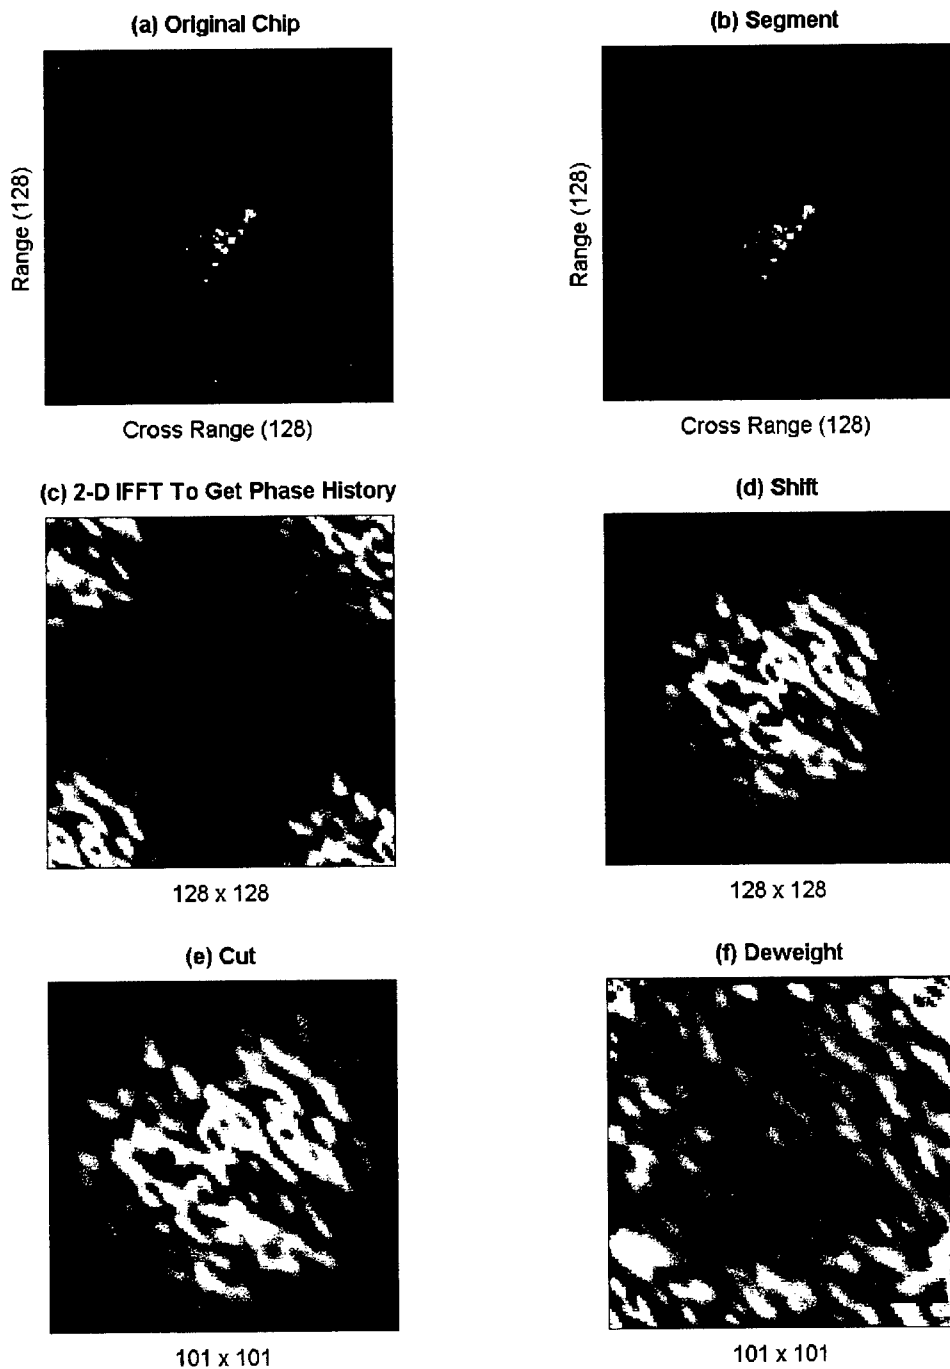 (a) Original Chip
(b) Segment
Range (128)
Range (128)
Cross Range (128)
Cross Range (128)
(c) 2-D IFFT To Get Phase History
(d) Shift
128 x 128
128 x 128
(e) Cut
(f) Deweight
101 x 101
101 x 101